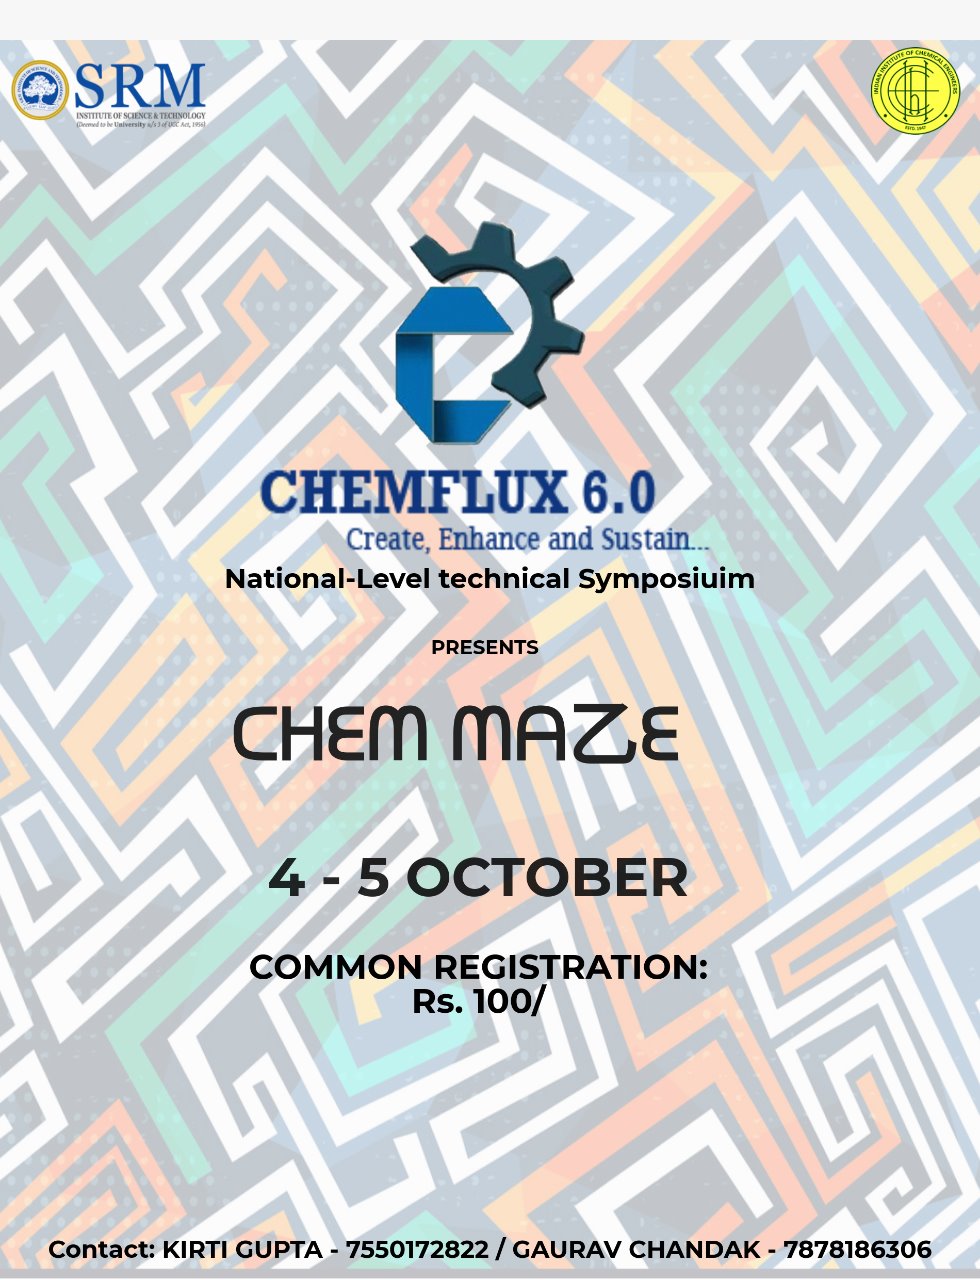 SRM
INSTITUTE OF SCIENCE & TECHNOLOGY
(Deemed to be University u/s 3 of UGC Act, 1956)
INDIAN INSTITUTE OF CHEMICAL ENGINEERS
ESTD. 1947
CHEMFLUX 6.0
Create, Enhance and Sustain...
National-Level technical Symposiuim
PRESENTS
CHEM MAZE
4 - 5 OCTOBER
COMMON REGISTRATION:
Rs. 100/
Contact: KIRTI GUPTA - 7550172822 / GAURAV CHANDAK - 7878186306